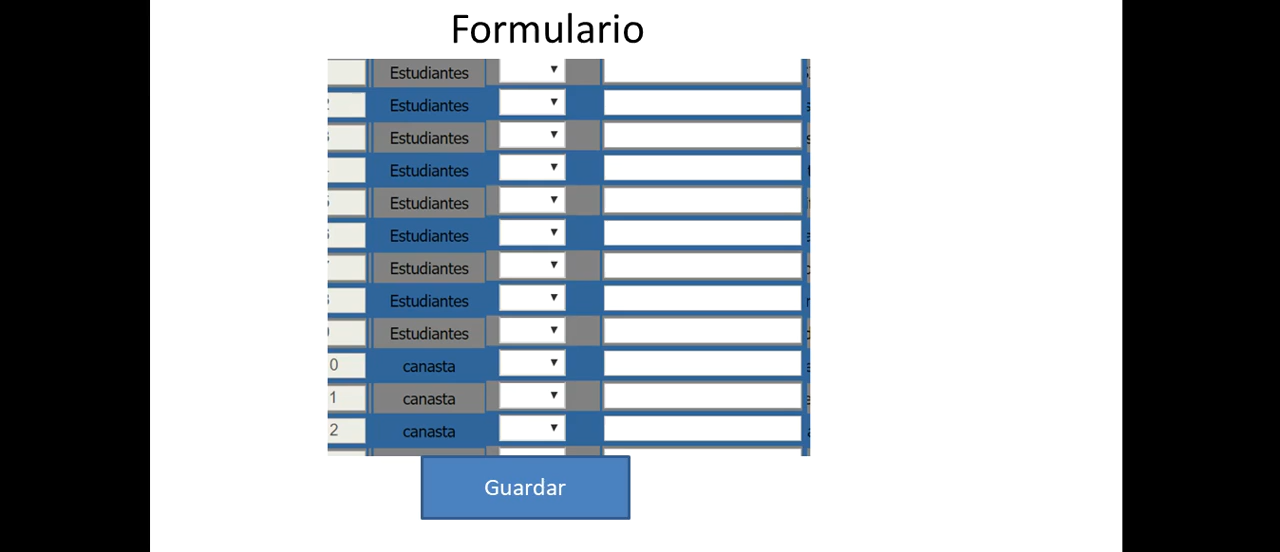 Formulario
Estudiantes
Estudiantes
Estudiantes
Estudiantes
Estudiantes
Estudiantes
Estudiantes
Estudiantes
Estudiantes
0 canasta
1 canasta
2 canasta
Guardar